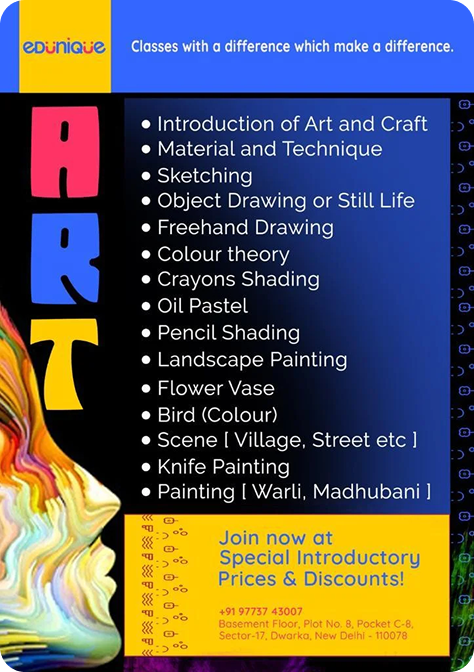 EDUNIQUE
Classes with a difference which make a difference.
ART
• Introduction of Art and Craft
• Material and Technique
• Sketching
• Object Drawing or Still Life
• Freehand Drawing
• Colour theory
• Crayons Shading
• Oil Pastel
• Pencil Shading
• Landscape Painting
• Flower Vase
• Bird (Colour)
• Scene [ Village, Street etc ]
• Knife Painting
• Painting [ Warli, Madhubani ]
Join now at
Special Introductory
Prices & Discounts!
+91 97737 43007
Basement Floor, Plot No. 8, Pocket C-8,
Sector-17, Dwarka, New Delhi - 110078